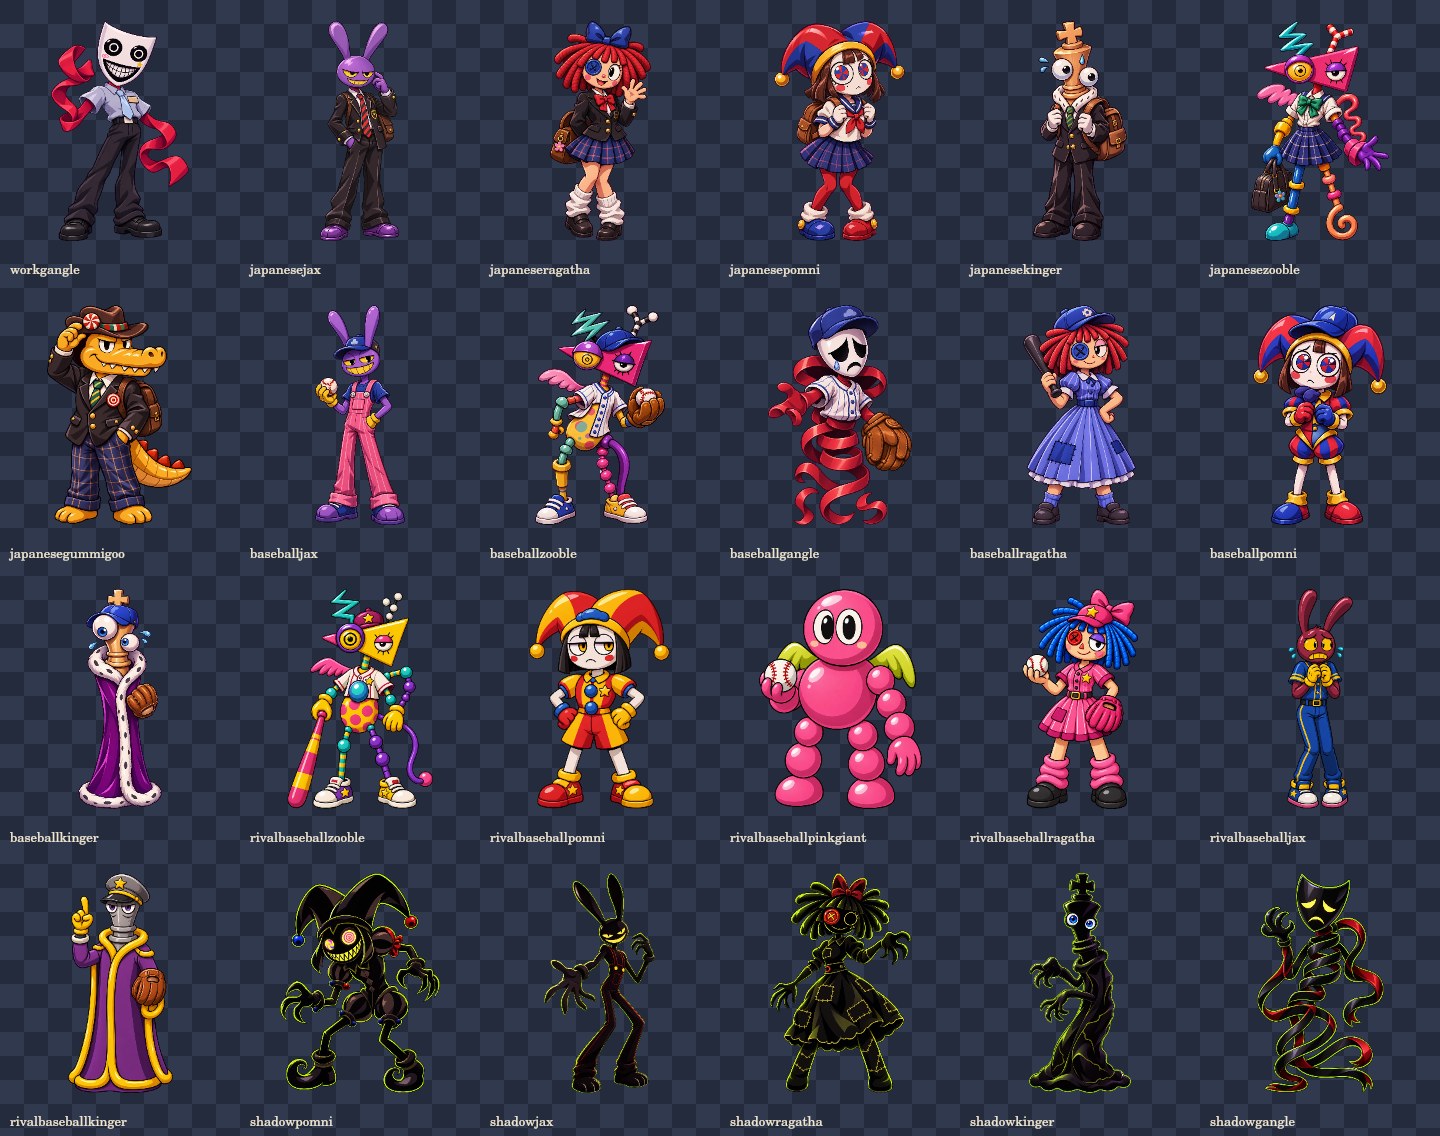 workgangle
japanesejax
japaneseragatha
japanesepomni
japanesekinger
japanesezooble
japanesegummigoo
baseballjax
baseballzooble
baseballgangle
baseballragatha
baseballpomni
baseballkinger
rivalbaseballzooble
rivalbaseballpomni
rivalbaseballpinkgiant
rivalbaseballragatha
rivalbaseballjax
rivalbaseballkinger
shadowpomni
shadowjax
shadowragatha
shadowkinger
shadowgangle